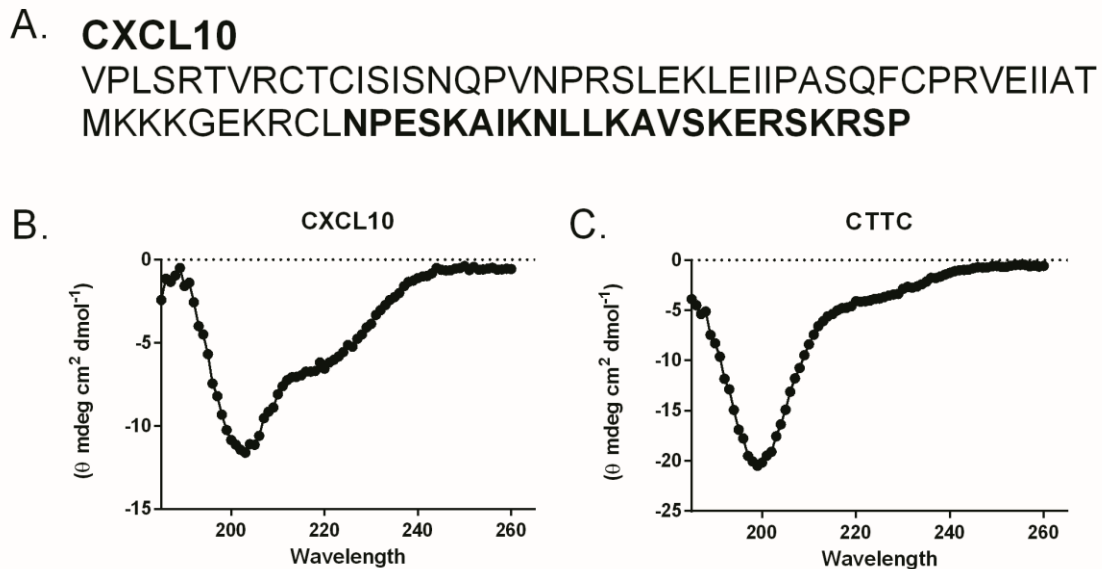 A. CXCL10
VPLSRTVRCTCISISNQPVNPRSLEKLEIIPASQFCPRVEIIAT
MKKKGEKRCLNPESKAIKNLLKAVSKERSKRSP
B. CXCL10
0
-5
-10
-15
(θ mdeg cm² dmol⁻¹)
200 220 240 260
Wavelength
C. CTTC
0
-5
-10
-15
-20
-25
(θ mdeg cm² dmol⁻¹)
200 220 240 260
Wavelength